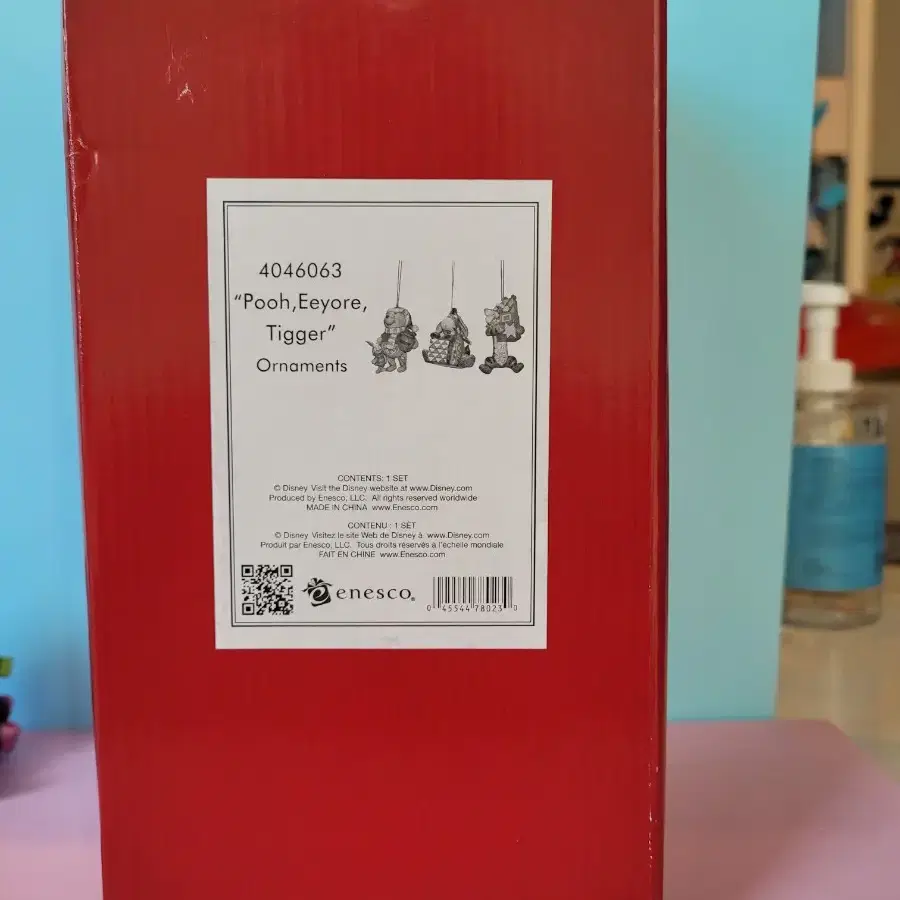 4046063
“Pooh,Eeyore,
Tigger”
Ornaments
CONTENTS: 1 SET
© Disney Visit the Disney website at www.Disney.com
Produced by Enesco, LLC. All rights reserved worldwide
MADE IN CHINA www.Enesco.com
CONTENU : 1 SET
© Disney Visitez le site Web de Disney à www.Disney.com
Produit par Enesco, LLC. Tous droits réservés à l'échelle mondiale
FAIT EN CHINE www.Enesco.com
enesco®
0 45544 78023 0